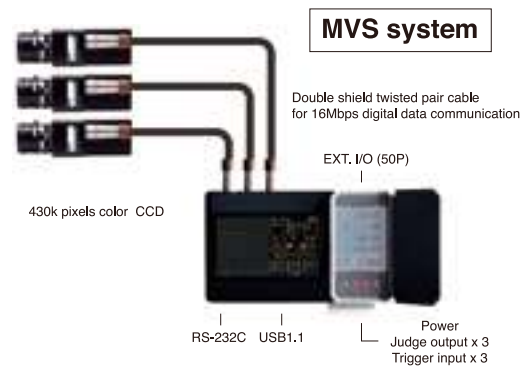 MVS system
Double shield twisted pair cable
for 16Mbps digital data communication
EXT. I/O (50P)
430k pixels color CCD
RS-232C
USB1.1
Power
Judge output x 3
Trigger input x 3